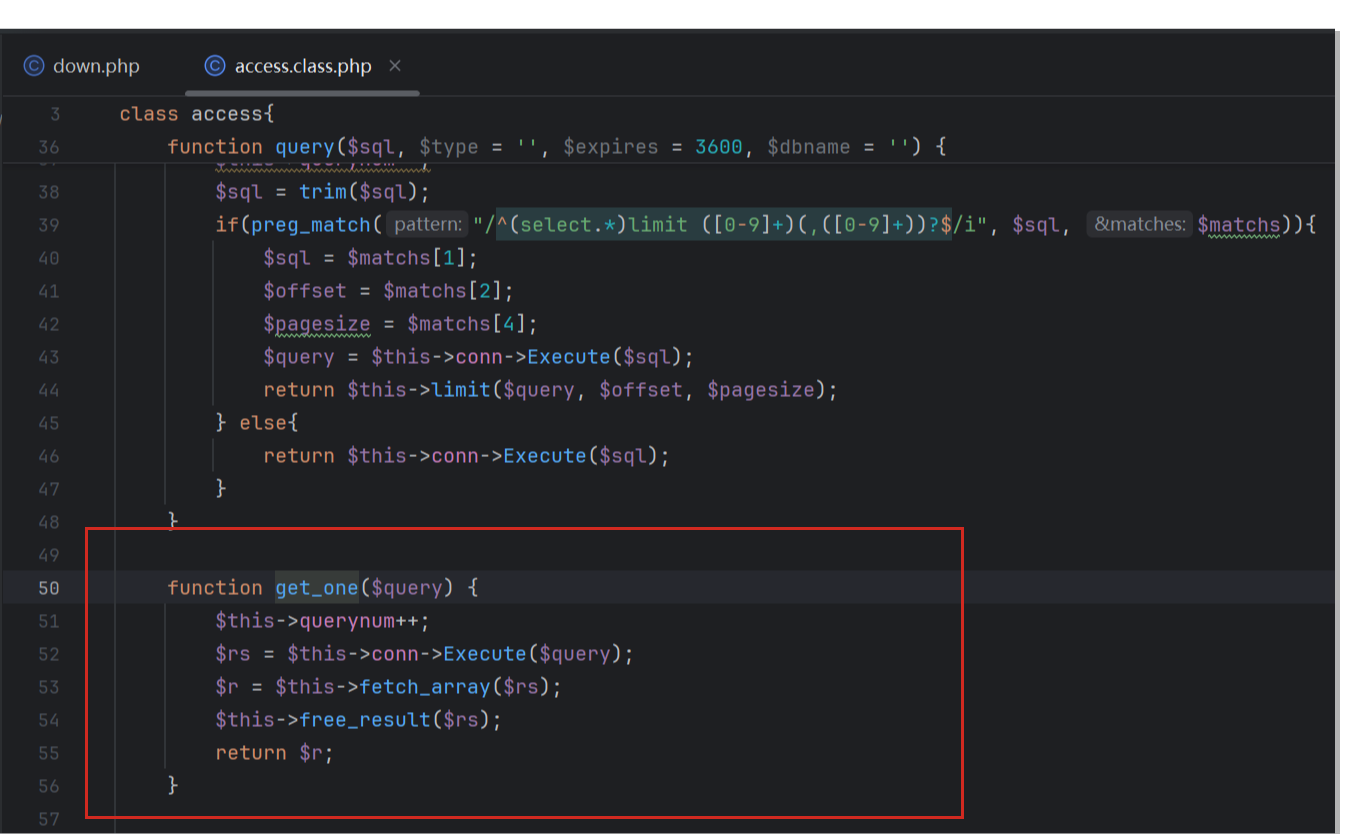 down.php access.class.php ×
3 class access{
36 function query($sql, $type = '', $expires = 3600, $dbname = '') {
38 $sql = trim($sql);
39 if(preg_match( pattern: "/^(select.*)limit ([0-9]+)(,([0-9]+))?$/i", $sql, &matches: $matchs)){
40 $sql = $matchs[1];
41 $offset = $matchs[2];
42 $pagesize = $matchs[4];
43 $query = $this->conn->Execute($sql);
44 return $this->limit($query, $offset, $pagesize);
45 } else{
46 return $this->conn->Execute($sql);
47 }
48 }
49
50 function get_one($query) {
51 $this->querynum++;
52 $rs = $this->conn->Execute($query);
53 $r = $this->fetch_array($rs);
54 $this->free_result($rs);
55 return $r;
56 }
57